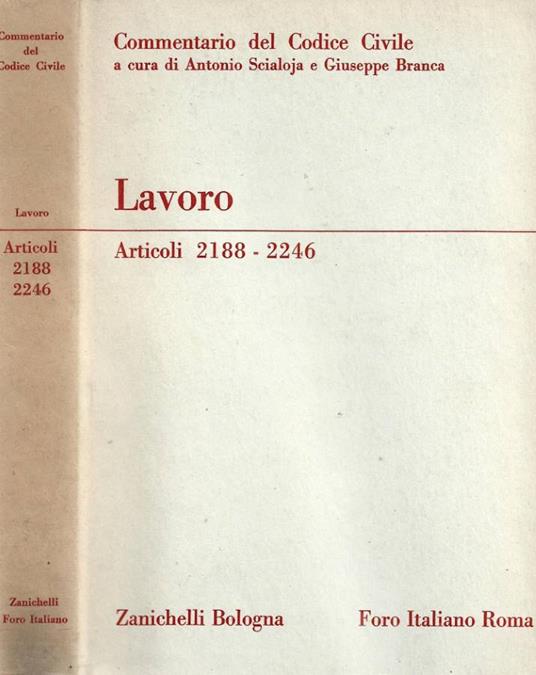 Commentario
del
Codice Civile
Lavoro
Articoli
2188
2246
Zanichelli
Foro Italiano
Commentario del Codice Civile
a cura di Antonio Scialoja e Giuseppe Branca
Lavoro
Articoli 2188 - 2246
Zanichelli Bologna
Foro Italiano Roma